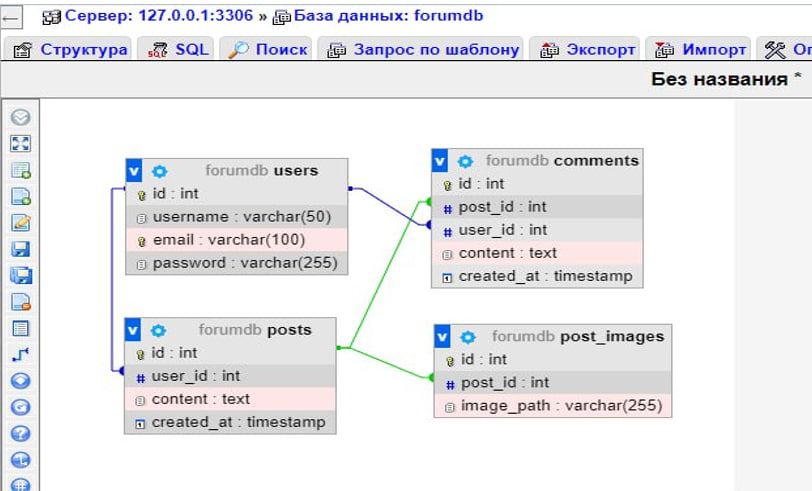 Сервер: 127.0.0.1:3306 » База данных: forumdb
Структура SQL Поиск Запрос по шаблону Экспорт Импорт Оп
Без названия *
v forumdb users
id : int
username : varchar(50)
email : varchar(100)
password : varchar(255)
v forumdb comments
id : int
# post_id : int
# user_id : int
content : text
created_at : timestamp
v forumdb posts
id : int
# user_id : int
content : text
created_at : timestamp
v forumdb post_images
id : int
# post_id : int
image_path : varchar(255)